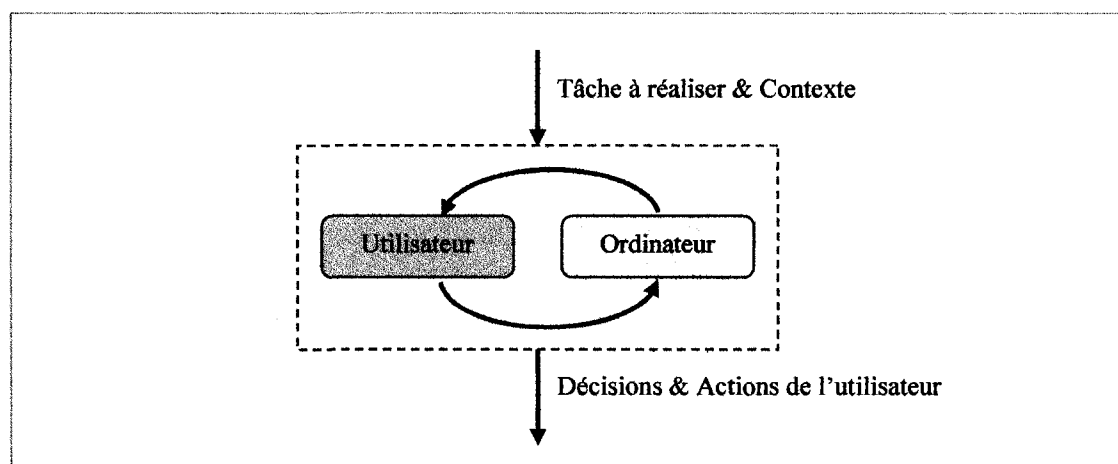 Tâche à réaliser & Contexte
Utilisateur
Ordinateur
Décisions & Actions de l'utilisateur